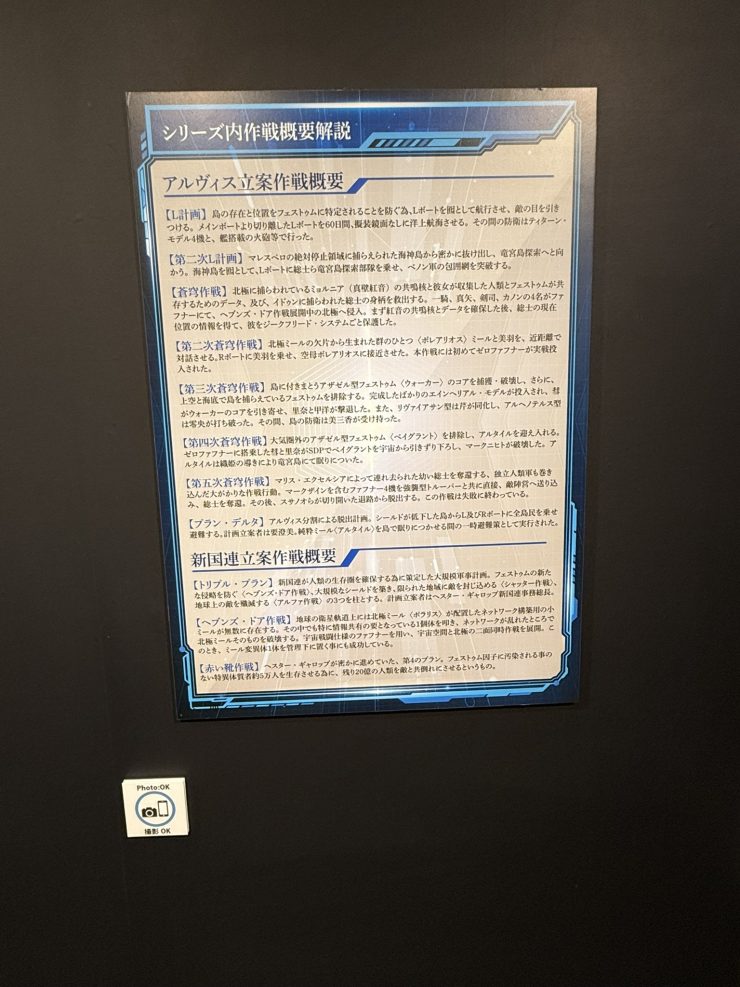 シリーズ内作戦概要解説
アルヴィス立案作戦概要
【L計画】島の存在と位置をフェストゥムに特定されることを防ぐ為、Lボートを囮として航行させ、敵の目を引き
つける。メインポートより切り離したLボートを60日間、擬装鏡面なしに洋上航海させる。その間の防衛はティターン・
モデル4機と、艦搭載の火砲等で行った。
【第二次L計画】マレスペロの絶対停止領域に捕らえられた海神島から密かに抜け出し、竜宮島探索へと向
かう。海神島を囮として、Lボートに総士ら竜宮島探索部隊を乗せ、ベノン軍の包囲網を突破する。
【蒼穹作戦】北極に捕らわれているミョルニア(真壁紅音)の共鳴核と彼女が収集した人類とフェストゥムが共
存するためのデータ、及び、イドゥンに捕らわれた総士の身柄を救出する。一騎、真矢、剣司、カノンの4名がファ
フナーにて、ヘブンズ・ドア作戦展開中の北極へ侵入。まず紅音の共鳴核とデータを確保した後、総士の現在
位置の情報を得て、彼をジークフリード・システムごと保護した。
【第二次蒼穹作戦】北極ミールの欠片から生まれた群のひとつ〈ボレアリオス〉ミールと美羽を、近距離で
対話させる。Rボートに美羽を乗せ、空母ボレアリオスに接近させた。本作戦には初めてゼロファフナーが実戦投
入された。
【第三次蒼穹作戦】島に付きまとうアザゼル型フェストゥム〈ウォーカー〉のコアを捕獲・破壊し、さらに、
上空と海底で島を捕らえているフェストゥムを排除する。完成したばかりのエインヘリアル・モデルが投入され、彗
がウォーカーのコアを引き寄せ、里奈と甲洋が撃退した。また、リヴァイアサン型は芹が同化し、アルヘノテルス型
は零央が打ち破った。その間、島の防衛は美三香が受け持った。
【第四次蒼穹作戦】大気圏外のアザゼル型フェストゥム〈ベイグラント〉を排除し、アルタイルを迎え入れる。
ゼロファフナーに搭乗した彗と里奈がSDPでベイグラントを宇宙から引きずり下ろし、マークニヒトが破壊した。ア
ルタイルは織姫の導きにより竜宮島にて眠りについた。
【第五次蒼穹作戦】マリス・エクセルシアによって連れ去られた幼い総士を奪還する、独立人類軍も巻き
込んだ大がかりな作戦行動。マークザインを含むファフナー4機を強襲型トルーパーと共に直接、敵陣営へ送り込
み、総士を奪還。その後、スサノオらが切り開いた退路から脱出する。この作戦は失敗に終わっている。
【プラン・デルタ】アルヴィス分割による脱出計画。シールドが低下した島からL及びRボートに全島民を乗せ
避難する。計画立案者は要澄美。純粋ミール〈アルタイル〉を島で眠りにつかせる間の一時避難策として実行された。
新国連立案作戦概要
【トリプル・プラン】新国連が人類の生存圏を確保する為に策定した大規模軍事計画。フェストゥムの新た
な侵略を防ぐ〈ヘブンズ・ドア作戦〉、大規模なシールドを築き、限られた地域に敵を封じ込める〈シャッター作戦〉、
地球上の敵を殲滅する〈アルファ作戦〉の3つを柱とする。計画立案者はヘスター・ギャロップ新国連事務総長。
【ヘブンズ・ドア作戦】地球の衛星軌道上には北極ミール〈ポラリス〉が配置したネットワーク構築用の小
ミールが無数に存在する。その中でも特に情報共有の要となっている1個体を叩き、ネットワークが乱れたところで
北極ミールそのものを破壊する。宇宙戦闘仕様のファフナーを用い、宇宙空間と北極の二面同時作戦を展開。こ
のとき、ミール変異体1体を管理下に置く事にも成功している。
【赤い靴作戦】ヘスター・ギャロップが密かに進めていた、第4のプラン。フェストゥム因子に汚染される事の
ない特異体質者約5万人を生存させる為に、残り20億の人類を敵と共倒れにさせるというもの。
Photo:OK
撮影 OK